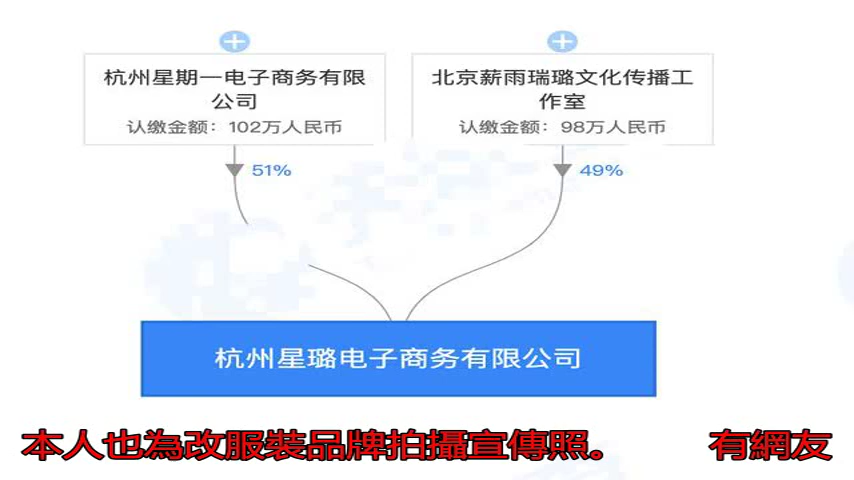 杭州星期一电子商务有限
公司
认缴金额：102万人民币
北京薪雨瑞璐文化传播工
作室
认缴金额：98万人民币
51%
49%
杭州星璐电子商务有限公司
本人也為改服裝品牌拍攝宣傳照。 有網友